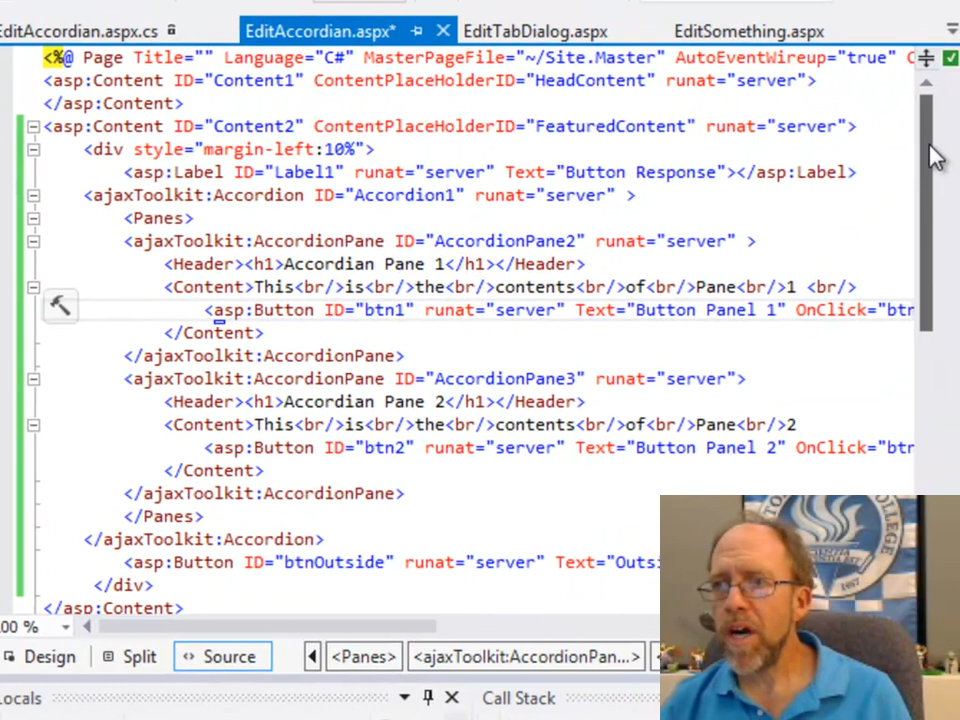 EditAccordian.aspx.cs
EditAccordian.aspx*
EditTabDialog.aspx
EditSomething.aspx
<%@ Page Title="" Language="C#" MasterPageFile="~/Site.Master" AutoEventWireup="true" C
<asp:Content ID="Content1" ContentPlaceHolderID="HeadContent" runat="server">
</asp:Content>
<asp:Content ID="Content2" ContentPlaceHolderID="FeaturedContent" runat="server">
<div style="margin-left:10%">
<asp:Label ID="Label1" runat="server" Text="Button Response"></asp:Label>
<ajaxToolkit:Accordion ID="Accordion1" runat="server" >
<Panes>
<ajaxToolkit:AccordionPane ID="AccordionPane2" runat="server" >
<Header><h1>Accordian Pane 1</h1></Header>
<Content>This<br/>is<br/>the<br/>contents<br/>of<br/>Pane<br/>1 <br/>
<asp:Button ID="btn1" runat="server" Text="Button Panel 1" OnClick="btn
</Content>
</ajaxToolkit:AccordionPane>
<ajaxToolkit:AccordionPane ID="AccordionPane3" runat="server">
<Header><h1>Accordian Pane 2</h1></Header>
<Content>This<br/>is<br/>the<br/>contents<br/>of<br/>Pane<br/>2
<asp:Button ID="btn2" runat="server" Text="Button Panel 2" OnClick="btn
</Content>
</ajaxToolkit:AccordionPane>
</Panes>
</ajaxToolkit:Accordion>
<asp:Button ID="btnOutside" runat="server" Text="Outsi
</div>
</asp:Content>
00 %
Design
Split
Source
<Panes>
<ajaxToolkit:AccordionPan...>
Locals
Call Stack
COLLEGE
1887